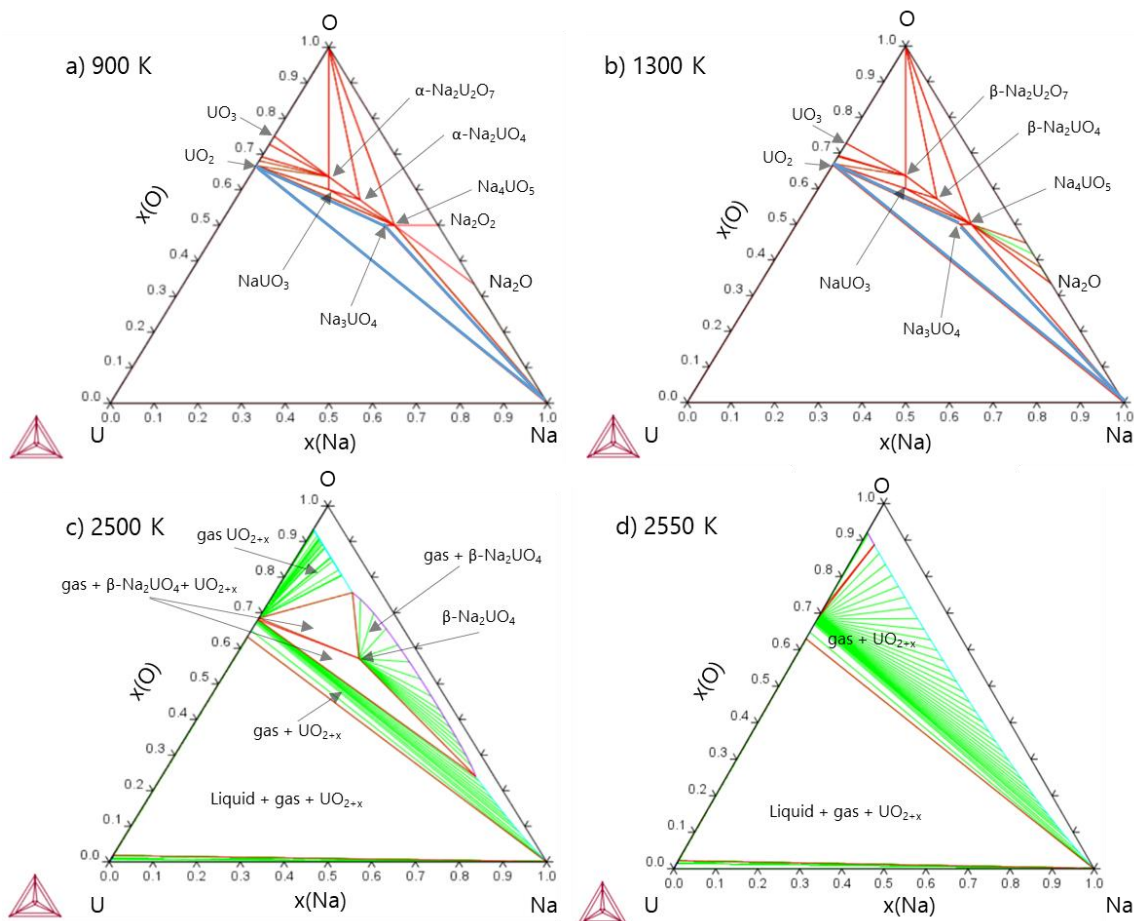 a) 900 K
O
1.0
0.9
0.8
0.7
0.6
0.5
0.4
0.3
0.2
0.1
0.0
x(O)
UO₃
UO₂
α-Na₂U₂O₇
α-Na₂UO₄
Na₄UO₅
Na₂O₂
Na₂O
NaUO₃
Na₃UO₄
0.0 0.1 0.2 0.3 0.4 0.5 0.6 0.7 0.8 0.9 1.0
U x(Na) Na
b) 1300 K
O
1.0
0.9
0.8
0.7
0.6
0.5
0.4
0.3
0.2
0.1
0.0
x(O)
UO₃
UO₂
β-Na₂U₂O₇
β-Na₂UO₄
Na₄UO₅
Na₂O
NaUO₃
Na₃UO₄
0.0 0.1 0.2 0.3 0.4 0.5 0.6 0.7 0.8 0.9 1.0
U x(Na) Na
c) 2500 K
O
1.0
0.9
0.8
0.7
0.6
0.5
0.4
0.3
0.2
0.1
0.0
x(O)
gas UO₂₊ₓ
gas + β-Na₂UO₄+ UO₂₊ₓ
gas + β-Na₂UO₄
β-Na₂UO₄
gas + UO₂₊ₓ
Liquid + gas + UO₂₊ₓ
0.0 0.1 0.2 0.3 0.4 0.5 0.6 0.7 0.8 0.9 1.0
U x(Na) Na
d) 2550 K
O
1.0
0.9
0.8
0.7
0.6
0.5
0.4
0.3
0.2
0.1
0.0
x(O)
gas + UO₂₊ₓ
Liquid + gas + UO₂₊ₓ
0.0 0.1 0.2 0.3 0.4 0.5 0.6 0.7 0.8 0.9 1.0
U x(Na) Na